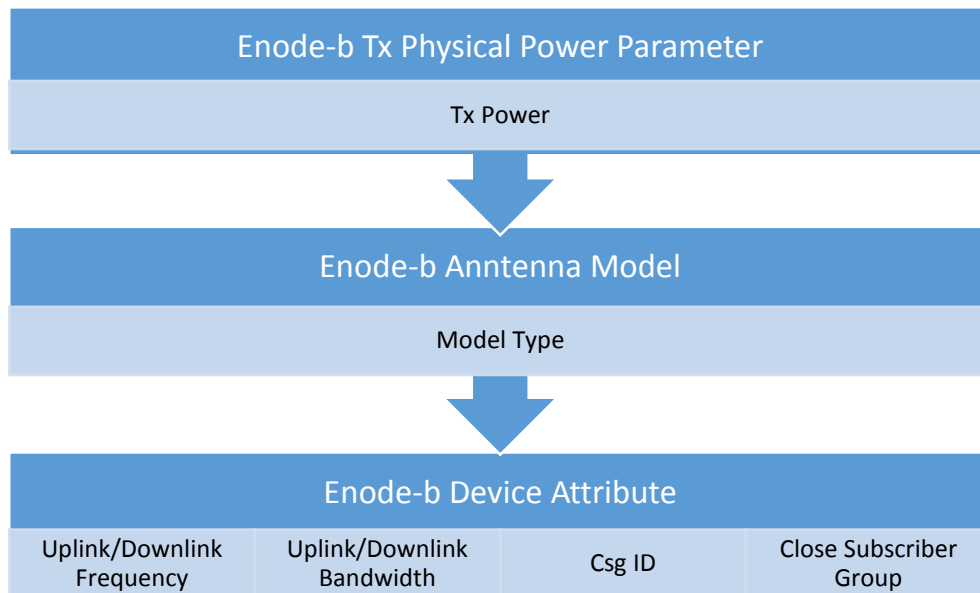 Enode-b Tx Physical Power Parameter
Tx Power
Enode-b Anntenna Model
Model Type
Enode-b Device Attribute
Uplink/Downlink
Frequency
Uplink/Downlink
Bandwidth
Csg ID
Close Subscriber
Group